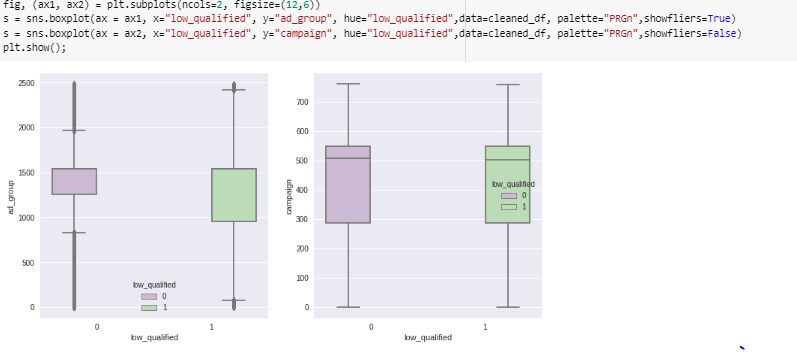 fig, (ax1, ax2) = plt.subplots(ncols=2, figsize=(12,6))
s = sns.boxplot(ax = ax1, x="low_qualified", y="ad_group", hue="low_qualified",data=cleaned_df, palette="PRGn",showfliers=True)
s = sns.boxplot(ax = ax2, x="low_qualified", y="campaign", hue="low_qualified",data=cleaned_df, palette="PRGn",showfliers=False)
plt.show();
2500
2000
1500
1000
500
0
ad_group
low_qualified
0
1
0 1
low_qualified
700
600
500
400
300
200
100
0
campaign
low_qualified
0
1
0 1
low_qualified